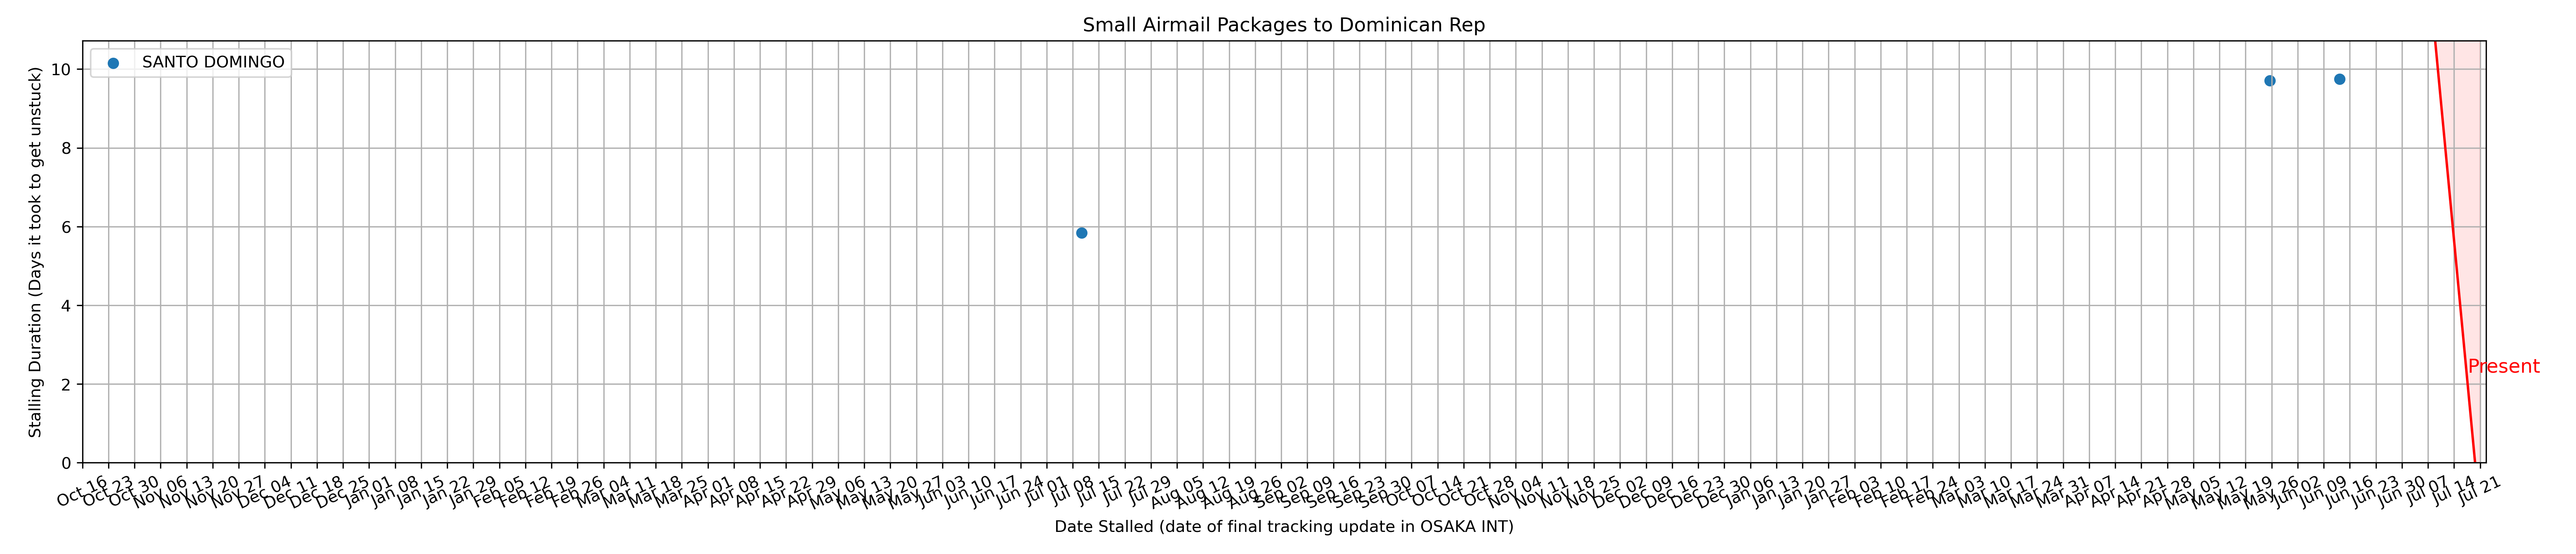 Small Airmail Packages to Dominican Rep
SANTO DOMINGO
Stalling Duration (Days it took to get unstuck)
10
8
6
4
2
0
Present
Oct 16 Oct 23 Oct 30 Nov 06 Nov 13 Nov 20 Nov 27 Dec 04 Dec 11 Dec 18 Dec 25 Jan 01 Jan 08 Jan 15 Jan 22 Jan 29 Feb 05 Feb 12 Feb 19 Feb 26 Mar 04 Mar 11 Mar 18 Mar 25 Apr 01 Apr 08 Apr 15 Apr 22 Apr 29 May 06 May 13 May 20 May 27 Jun 03 Jun 10 Jun 17 Jun 24 Jul 01 Jul 08 Jul 15 Jul 22 Jul 29 Aug 05 Aug 12 Aug 19 Aug 26 Sep 02 Sep 09 Sep 16 Sep 23 Sep 30 Oct 07 Oct 14 Oct 21 Oct 28 Nov 04 Nov 11 Nov 18 Nov 25 Dec 02 Dec 09 Dec 16 Dec 23 Dec 30 Jan 06 Jan 13 Jan 20 Jan 27 Feb 03 Feb 10 Feb 17 Feb 24 Mar 03 Mar 10 Mar 17 Mar 24 Mar 31 Apr 07 Apr 14 Apr 21 Apr 28 May 05 May 12 May 19 May 26 Jun 02 Jun 09 Jun 16 Jun 23 Jun 30 Jul 07 Jul 14 Jul 21
Date Stalled (date of final tracking update in OSAKA INT)